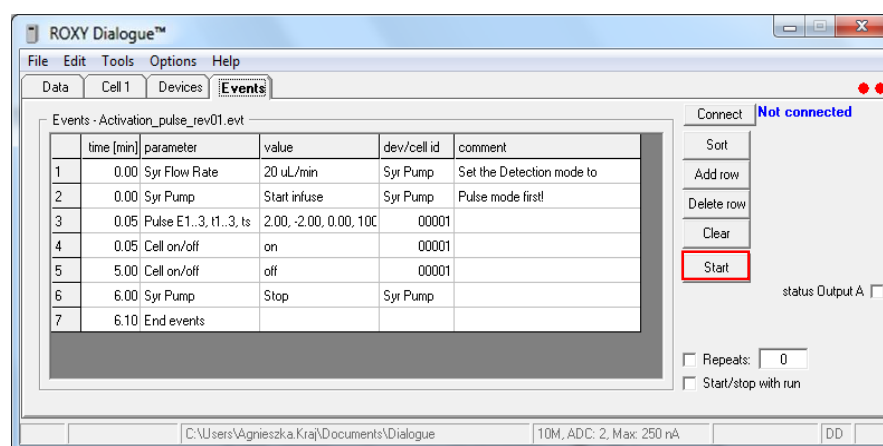 ROXY Dialogue™
File Edit Tools Options Help
Data Cell 1 Devices Events
Connect Not connected
Events - Activation_pulse_rev01.evt
Sort
time [min] parameter value dev/cell id comment
1 0.00 Syr Flow Rate 20 uL/min Syr Pump Set the Detection mode to
Add row
2 0.00 Syr Pump Start infuse Syr Pump Pulse mode first!
Delete row
3 0.05 Pulse E1..3, t1..3, ts 2.00, -2.00, 0.00, 100 00001
Clear
4 0.05 Cell on/off on 00001
5 5.00 Cell on/off off 00001
Start
6 6.00 Syr Pump Stop Syr Pump
status Output A
7 6.10 End events
Repeats: 0
Start/stop with run
C:\Users\Agnieszka.Kraj\Documents\Dialogue 10M, ADC: 2, Max: 250 nA DD